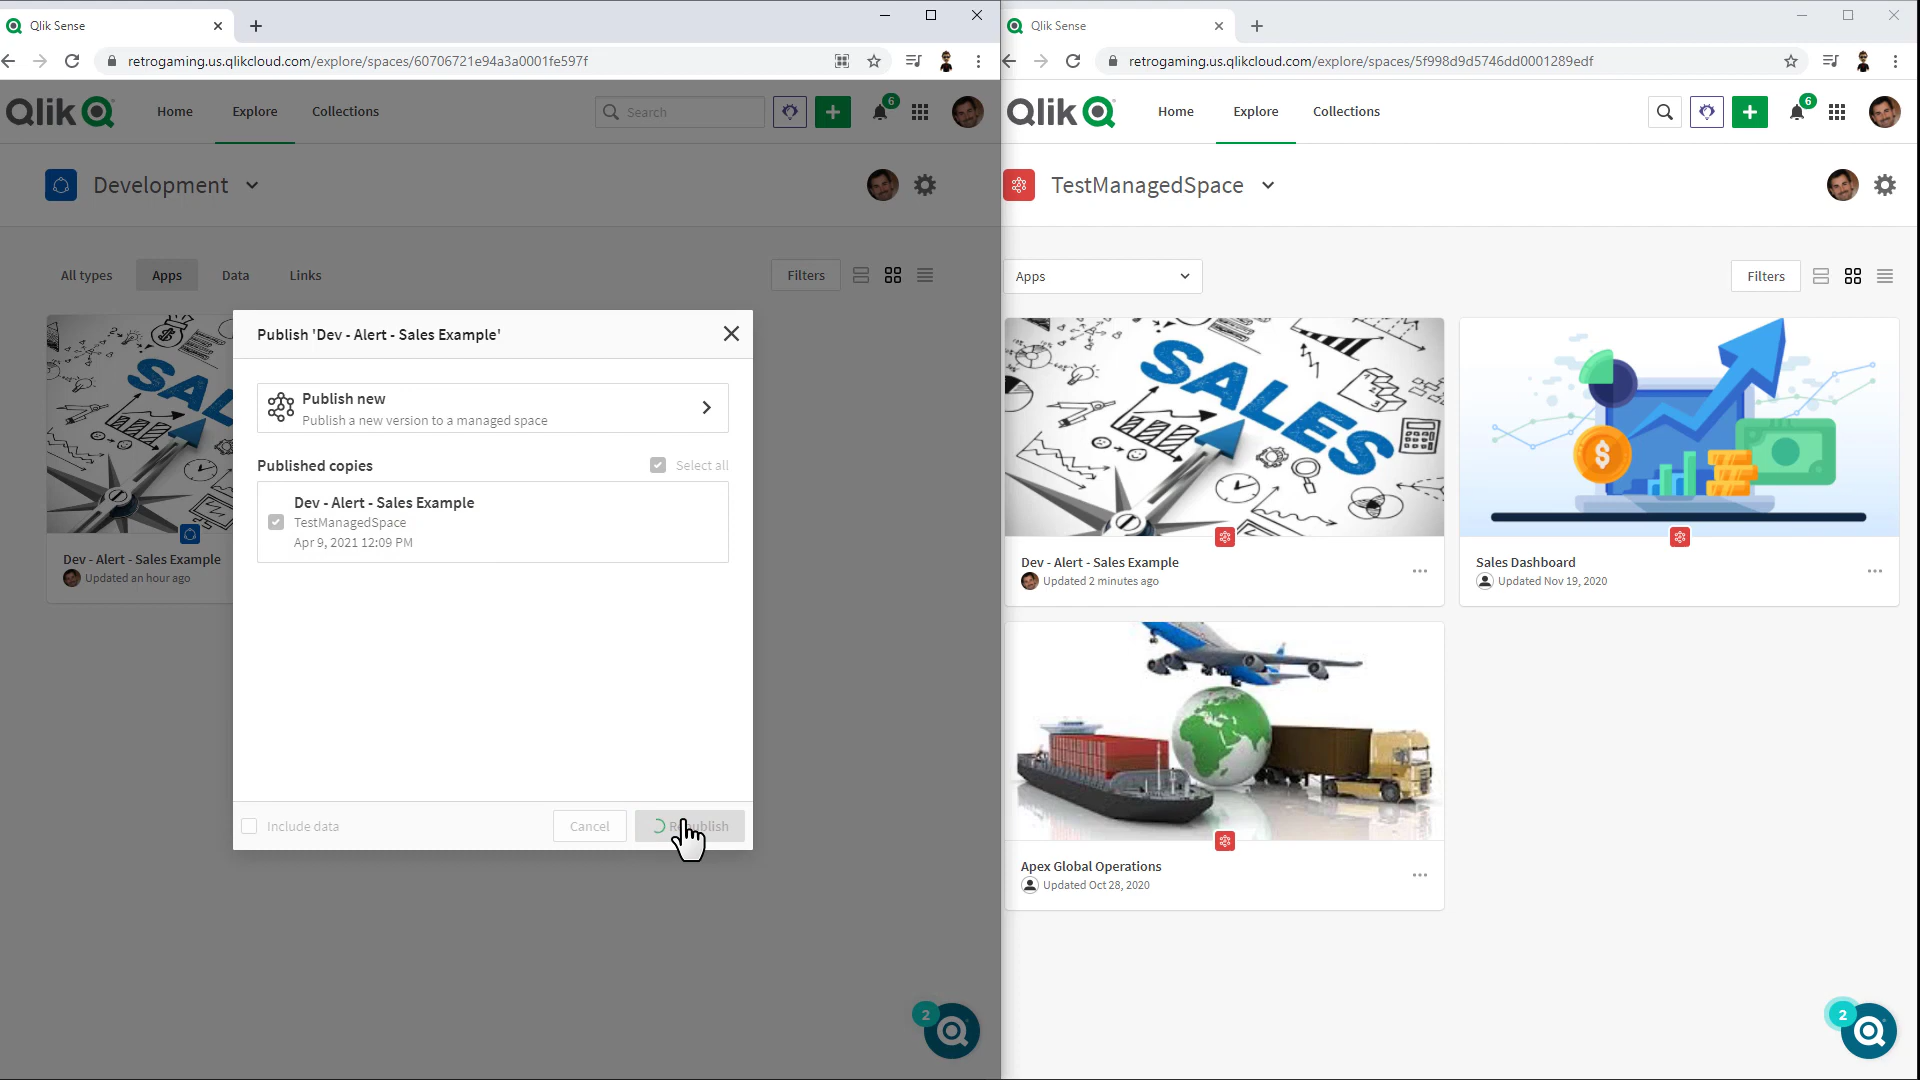 Qlik Sense
retrogaming.us.qlikcloud.com/explore/spaces/60706721e94a3a0001fe597f
Qlik
Home
Explore
Collections
Search
6
Development
All types
Apps
Data
Links
Filters
SAL
Dev - Alert - Sales Example
Updated an hour ago
Publish 'Dev - Alert - Sales Example'
Publish new
Publish a new version to a managed space
Published copies
Select all
Dev - Alert - Sales Example
TestManagedSpace
Apr 9, 2021 12:09 PM
Include data
Cancel
Republish
2
Qlik Sense
retrogaming.us.qlikcloud.com/explore/spaces/5f998d9d5746dd0001289edf
Qlik
Home
Explore
Collections
6
TestManagedSpace
Apps
Filters
SALES
Dev - Alert - Sales Example
Updated 2 minutes ago
$
Sales Dashboard
Updated Nov 19, 2020
Apex Global Operations
Updated Oct 28, 2020
2